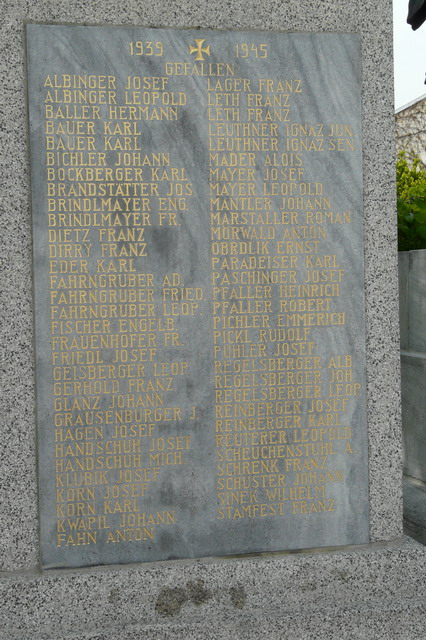 1939 1945
GEFALLEN
ALBINGER JOSEF
ALBINGER LEOPOLD
BALLER HERMANN
BAUER KARL
BAUER KARL
BICHLER JOHANN
BOCKBERGER KARL
BRANDSTATTER JOS
BRINDLMAYER ENG.
BRINDLMAYER FR.
DIETZ FRANZ
DIRRY FRANZ
EDER KARL
FAHRNGRUBER AD.
FAHRNGRUBER FRIED.
FAHRNGRUBER LEOP.
FISCHER ENGELB
FRAUENHOFER FR.
FRIEDL JOSEF
GEISBERGER LEOP
GERHOLD FRANZ
GLANZ JOHANN
GRAUSENBURGER J.
HAGEN JOSEF
HANDSCHUH JOSEF
HANDSCHUH MICH
KLUBIK JOSEF
KORN JOSEF
KORN KARL
KWAPIL JOHANN
FAHN ANTON
LAGER FRANZ
LETH FRANZ
LETH FRANZ
LEUTHNER IGNAZ JUN.
LEUTHNER IGNAZ SEN.
MADER ALOIS
MAYER JOSEF
MAYER LEOPOLD
MANTLER JOHANN
MARSTALLER ROMAN
MORWALD ANTON
OBRDLIK ERNST
PARADEISER KARL
PASCHINGER JOSEF
PFALLER HEINRICH
PFALLER ROBERT
PICHLER EMMERICH
PICKL RUDOLF
PUHLER JOSEF
REGELSBERGER ALB.
REGELSBERGER JOH
REGELSBERGER LEOP
REINBERGER JOSEF
REINBERGER KARL
REUTERER LEOPOLD
SCHEUCHENSTUHL A.
SCHRENK FRANZ
SCHUSTER JOHANN
SINEK WILHELM
STAMFEST FRANZ